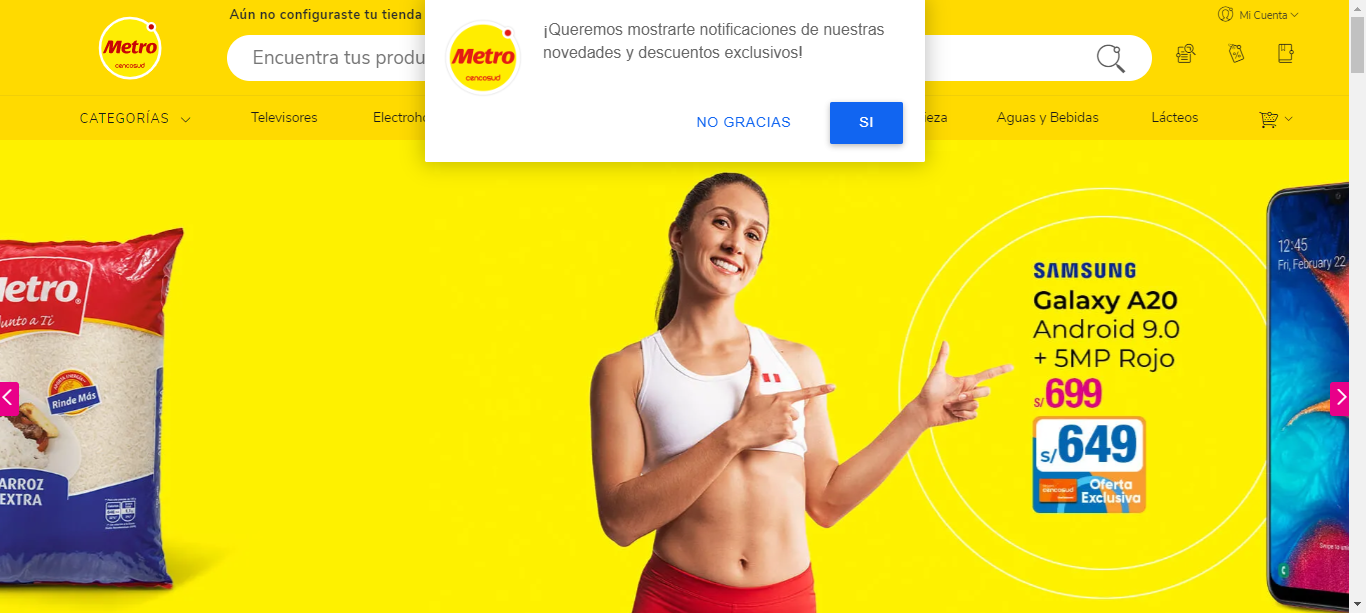 Aún no configuraste tu tienda
Mi Cuenta
Metro
cencosud
Encuentra tus produ
¡Queremos mostrarte notificaciones de nuestras
novedades y descuentos exclusivos!
Metro
cencosud
NO GRACIAS
SI
CATEGORÍAS
Televisores
Electroho
ieza
Aguas y Bebidas
Lácteos
Metro
Junto a Ti
Rinde Más
ARROZ
EXTRA
SAMSUNG
Galaxy A20
Android 9.0
+ 5MP Rojo
S/ 699
S/ 649
cencosud
Oferta
Exclusiva
12:45
Fri, February 22